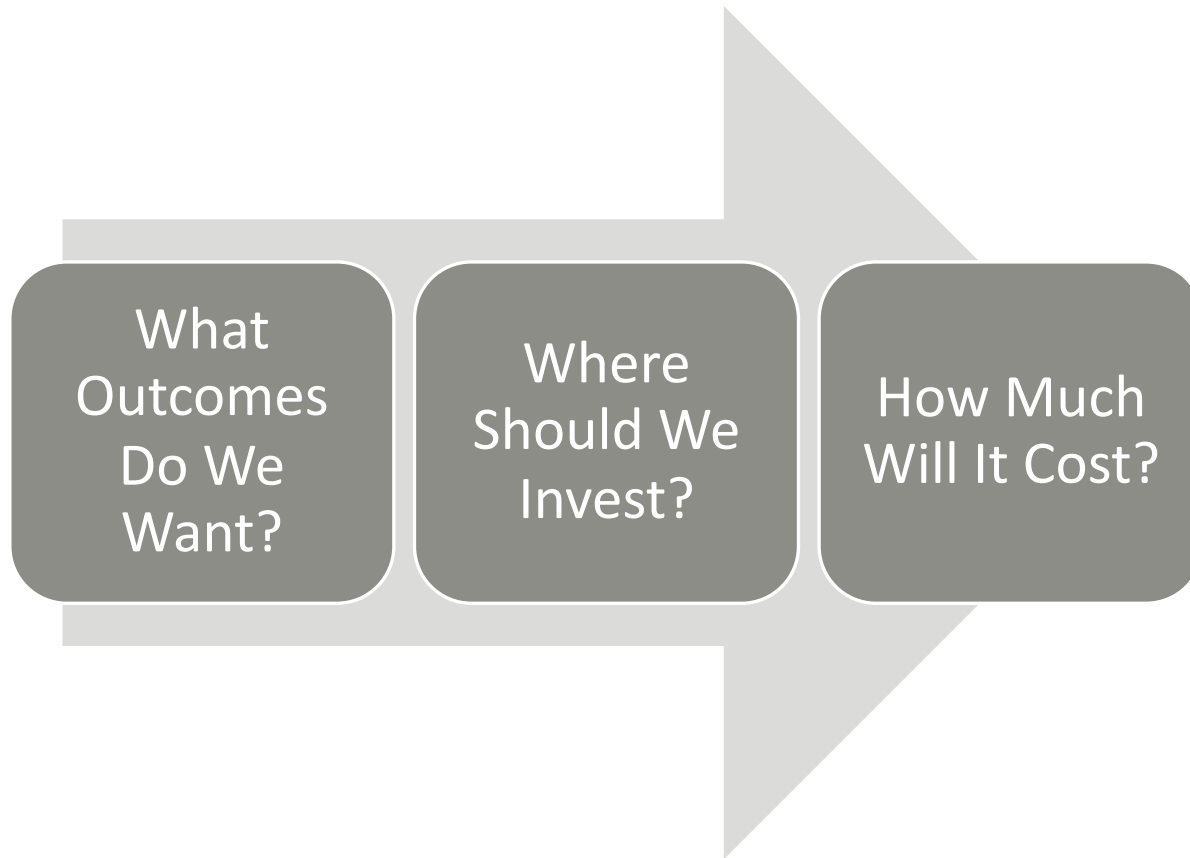 What
Outcomes
Do We
Want?
Where
Should We
Invest?
How Much
Will It Cost?